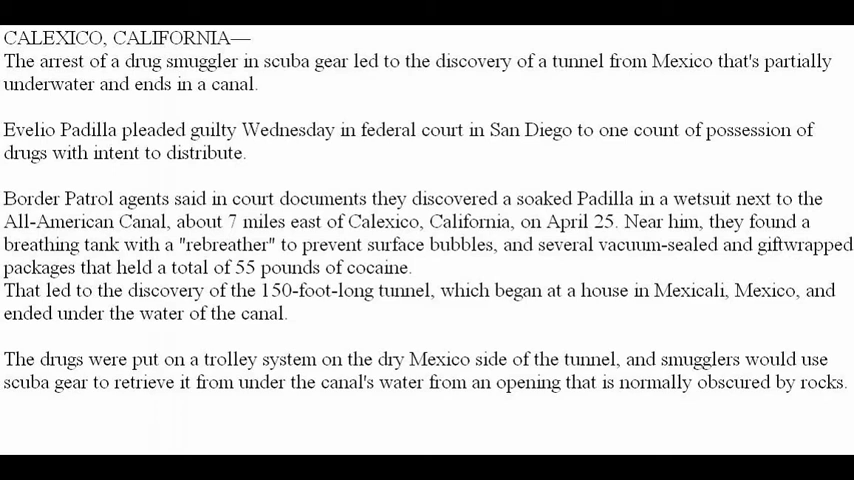 CALEXICO, CALIFORNIA—
The arrest of a drug smuggler in scuba gear led to the discovery of a tunnel from Mexico that's partially
underwater and ends in a canal.
Evelio Padilla pleaded guilty Wednesday in federal court in San Diego to one count of possession of
drugs with intent to distribute.
Border Patrol agents said in court documents they discovered a soaked Padilla in a wetsuit next to the
All-American Canal, about 7 miles east of Calexico, California, on April 25. Near him, they found a
breathing tank with a "rebreather" to prevent surface bubbles, and several vacuum-sealed and giftwrapped
packages that held a total of 55 pounds of cocaine.
That led to the discovery of the 150-foot-long tunnel, which began at a house in Mexicali, Mexico, and
ended under the water of the canal.
The drugs were put on a trolley system on the dry Mexico side of the tunnel, and smugglers would use
scuba gear to retrieve it from under the canal's water from an opening that is normally obscured by rocks.